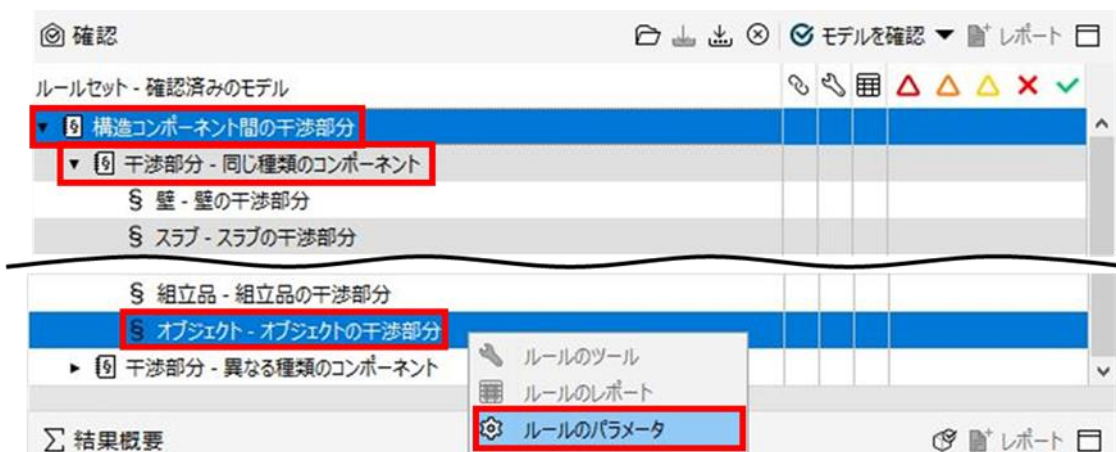 確認 モデルを確認 レポート
ルールセット - 確認済みのモデル
構造コンポーネント間の干渉部分
干渉部分 - 同じ種類のコンポーネント
§ 壁 - 壁の干渉部分
§ スラブ - スラブの干渉部分
§ 組立品 - 組立品の干渉部分
§ オブジェクト - オブジェクトの干渉部分
ルールのツール
干渉部分 - 異なる種類のコンポーネント
ルールのレポート
ルールのパラメータ
∑ 結果概要 レポート